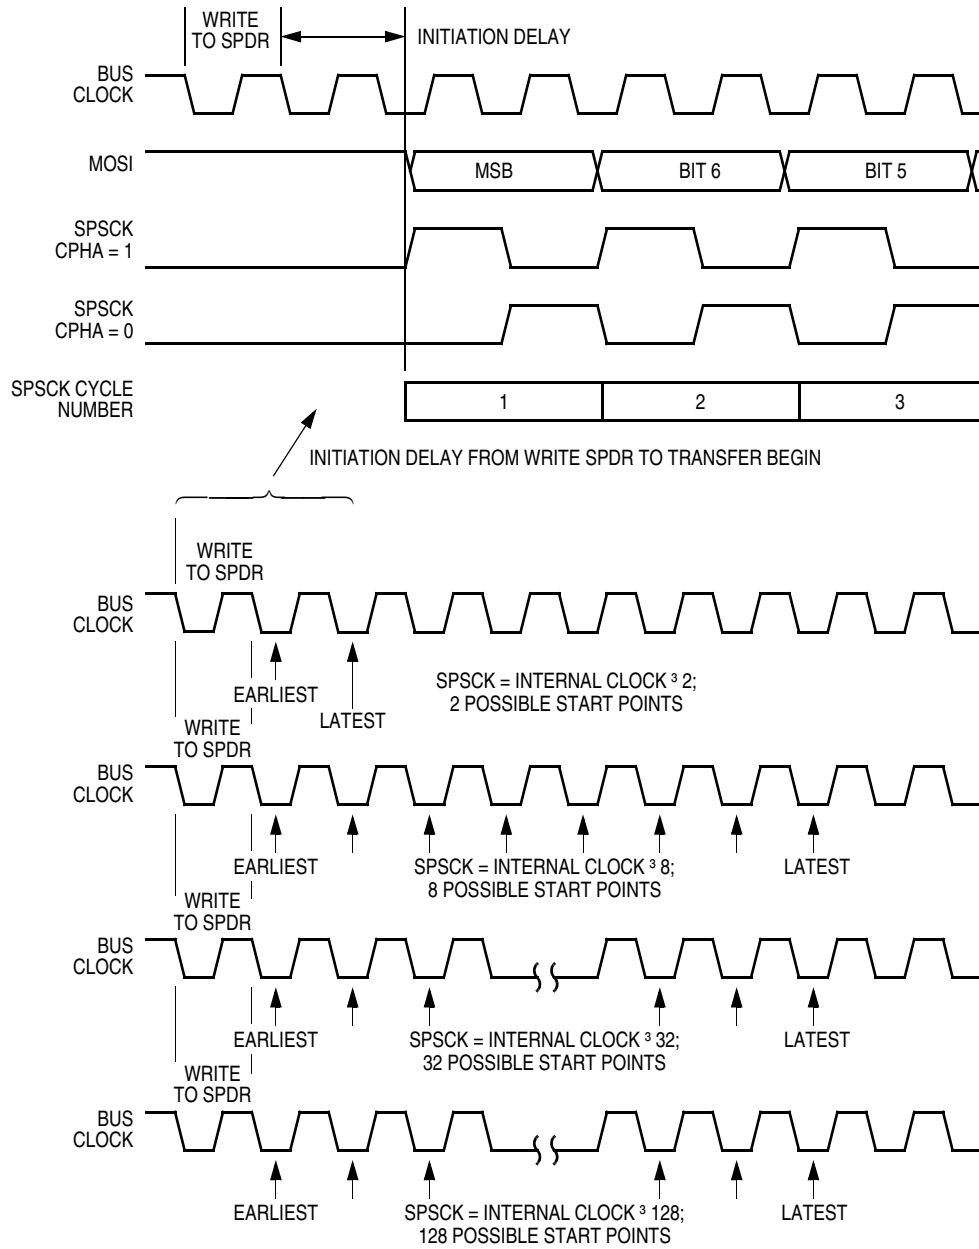 WRITE
TO SPDR
INITIATION DELAY
BUS
CLOCK
MOSI
MSB
BIT 6
BIT 5
SPSCK
CPHA = 1
SPSCK
CPHA = 0
SPSCK CYCLE
NUMBER
1
2
3
INITIATION DELAY FROM WRITE SPDR TO TRANSFER BEGIN
WRITE
TO SPDR
BUS
CLOCK
EARLIEST
LATEST
SPSCK = INTERNAL CLOCK ³ 2;
2 POSSIBLE START POINTS
WRITE
TO SPDR
BUS
CLOCK
EARLIEST
SPSCK = INTERNAL CLOCK ³ 8;
8 POSSIBLE START POINTS
LATEST
WRITE
TO SPDR
BUS
CLOCK
EARLIEST
SPSCK = INTERNAL CLOCK ³ 32;
32 POSSIBLE START POINTS
LATEST
WRITE
TO SPDR
BUS
CLOCK
EARLIEST
SPSCK = INTERNAL CLOCK ³ 128;
128 POSSIBLE START POINTS
LATEST